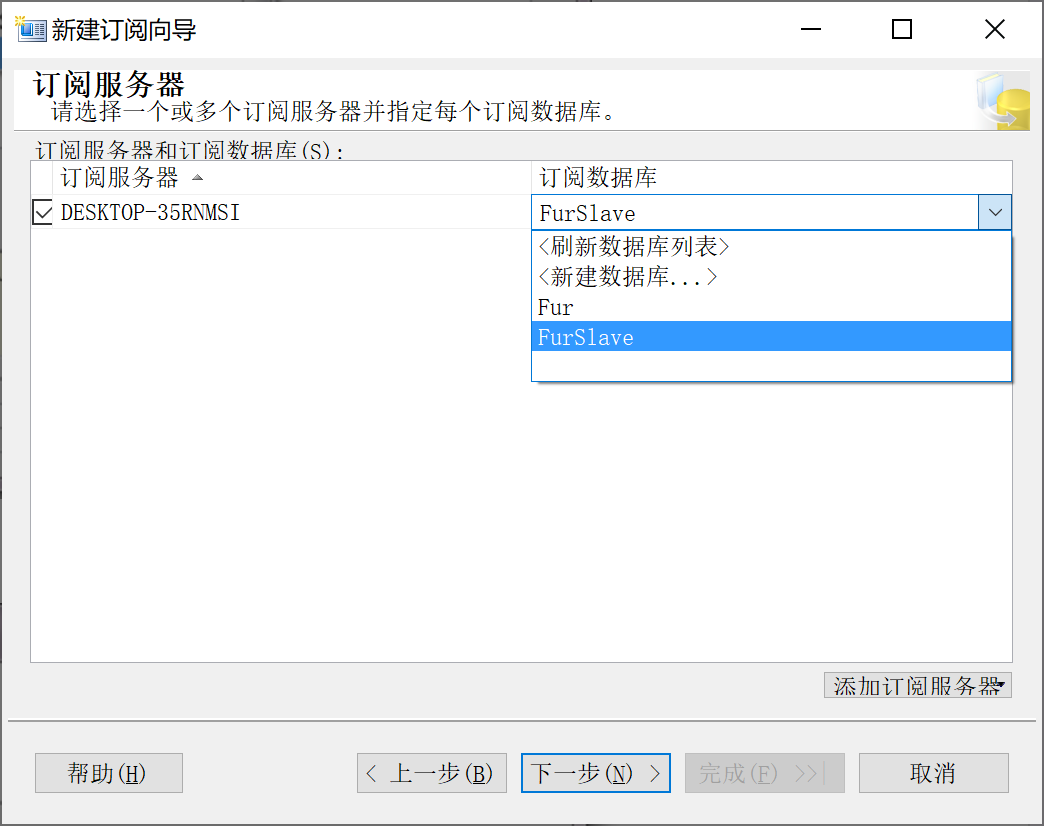 新建订阅向导
订阅服务器
请选择一个或多个订阅服务器并指定每个订阅数据库。
订阅服务器和订阅数据库(S):
订阅服务器 订阅数据库
DESKTOP-35RNMSI FurSlave
<刷新数据库列表>
<新建数据库...>
Fur
FurSlave
添加订阅服务器
帮助(H) < 上一步(B) 下一步(N) > 完成(F) >>| 取消